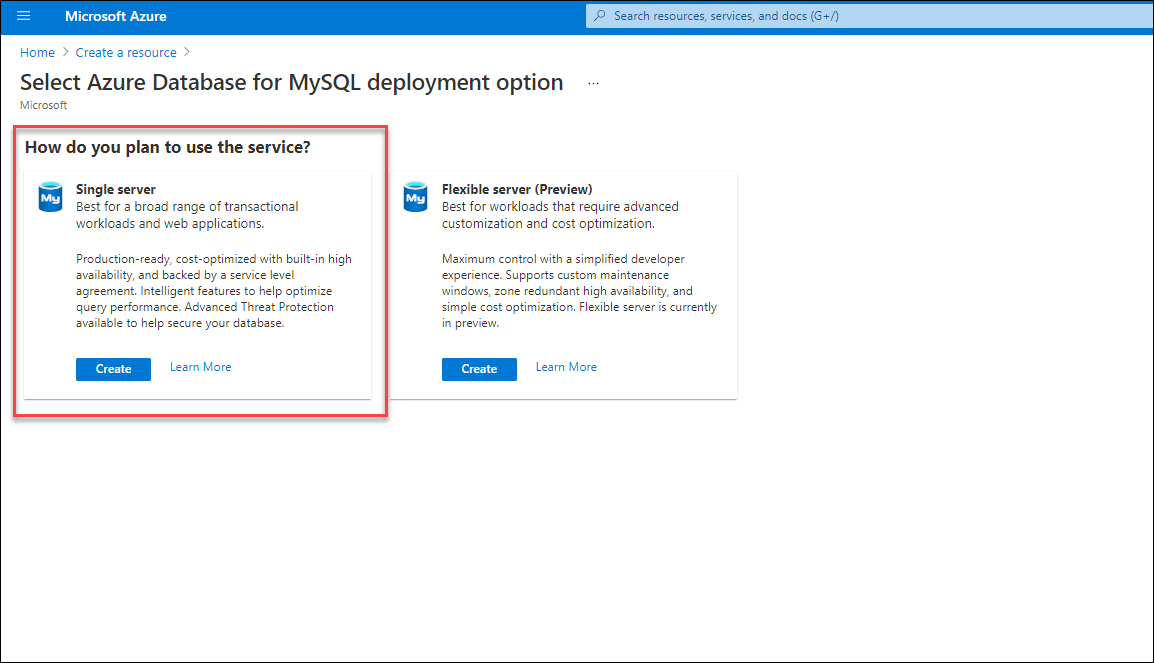 Microsoft Azure
Search resources, services, and docs (G+/)
Home > Create a resource >
Select Azure Database for MySQL deployment option ...
Microsoft
How do you plan to use the service?
My
Single server
Best for a broad range of transactional
workloads and web applications.
Production-ready, cost-optimized with built-in high
availability, and backed by a service level
agreement. Intelligent features to help optimize
query performance. Advanced Threat Protection
available to help secure your database.
Create
Learn More
My
Flexible server (Preview)
Best for workloads that require advanced
customization and cost optimization.
Maximum control with a simplified developer
experience. Supports custom maintenance
windows, zone redundant high availability, and
simple cost optimization. Flexible server is currently
in preview.
Create
Learn More